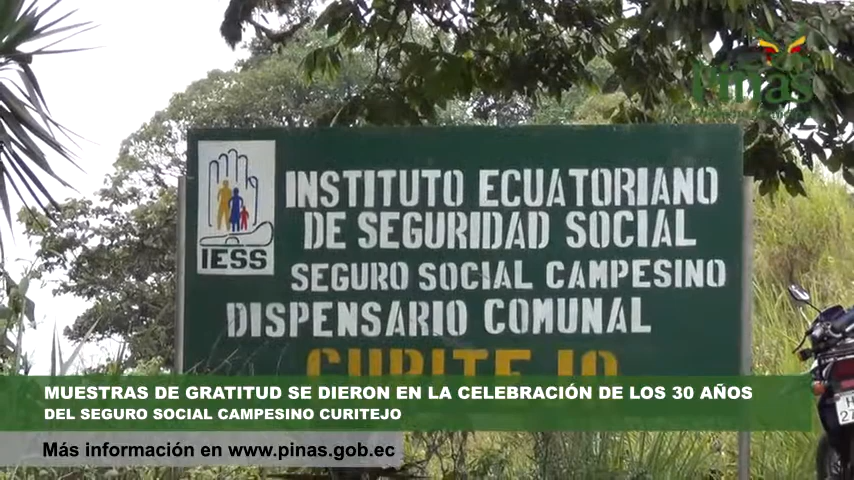 Piñas
INSTITUTO ECUATORIANO
DE SEGURIDAD SOCIAL
IESS
SEGURO SOCIAL CAMPESINO
DISPENSARIO COMUNAL
CURITEJO
MUESTRAS DE GRATITUD SE DIERON EN LA CELEBRACIÓN DE LOS 30 AÑOS
DEL SEGURO SOCIAL CAMPESINO CURITEJO
Más información en www.pinas.gob.ec